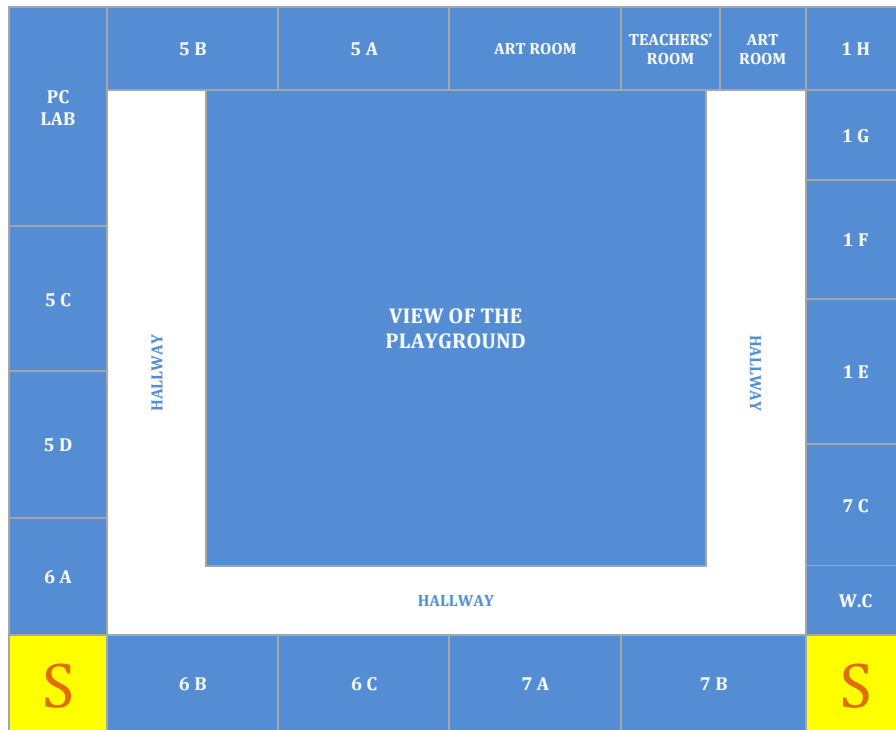 PC
LAB
5 B
5 A
ART ROOM
TEACHERS’
ROOM
ART
ROOM
1 H
1 G
1 F
5 C
VIEW OF THE
PLAYGROUND
HALLWAY
HALLWAY
1 E
5 D
7 C
6 A
HALLWAY
W.C
S
6 B
6 C
7 A
7 B
S